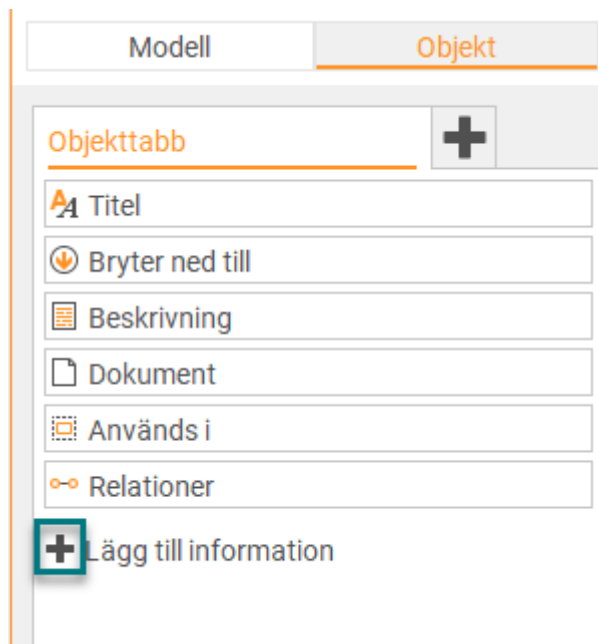 Modell Objekt
Objekttabb
Titel
Bryter ned till
Beskrivning
Dokument
Används i
Relationer
Lägg till information